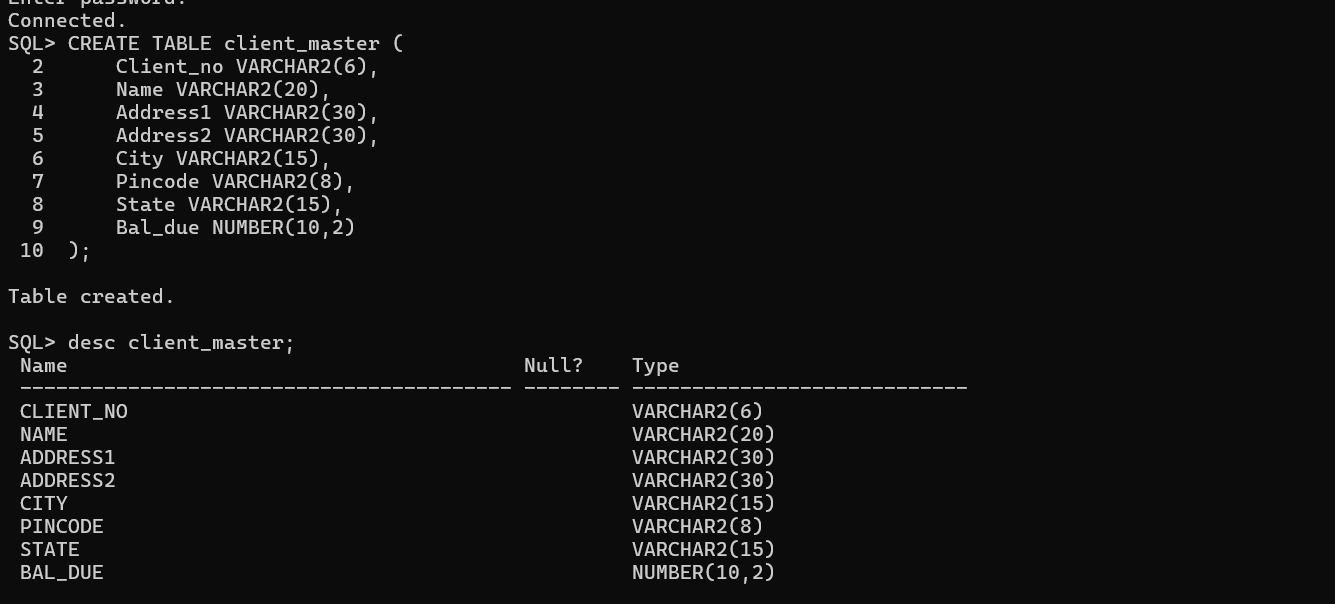 Enter password:
Connected.
SQL> CREATE TABLE client_master (
  2      Client_no VARCHAR2(6),
  3      Name VARCHAR2(20),
  4      Address1 VARCHAR2(30),
  5      Address2 VARCHAR2(30),
  6      City VARCHAR2(15),
  7      Pincode VARCHAR2(8),
  8      State VARCHAR2(15),
  9      Bal_due NUMBER(10,2)
 10  );
Table created.
SQL> desc client_master;
 Name                                      Null?    Type
 ----------------------------------------- -------- ----------------------------
 CLIENT_NO                                          VARCHAR2(6)
 NAME                                               VARCHAR2(20)
 ADDRESS1                                           VARCHAR2(30)
 ADDRESS2                                           VARCHAR2(30)
 CITY                                               VARCHAR2(15)
 PINCODE                                            VARCHAR2(8)
 STATE                                              VARCHAR2(15)
 BAL_DUE                                            NUMBER(10,2)